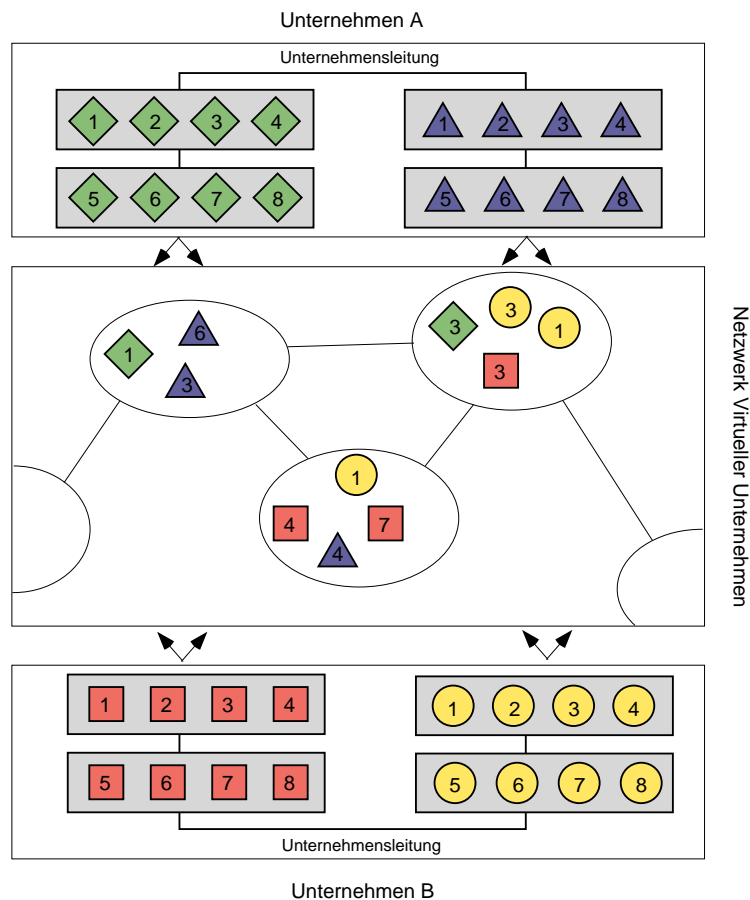 Unternehmen A
Unternehmensleitung
1 2 3 4 1 2 3 4
5 6 7 8 5 6 7 8
3 3 1
6
1
3 3
1
4 7
4
Netzwerk Virtueller Unternehmen
1 2 3 4 1 2 3 4
5 6 7 8 5 6 7 8
Unternehmensleitung
Unternehmen B